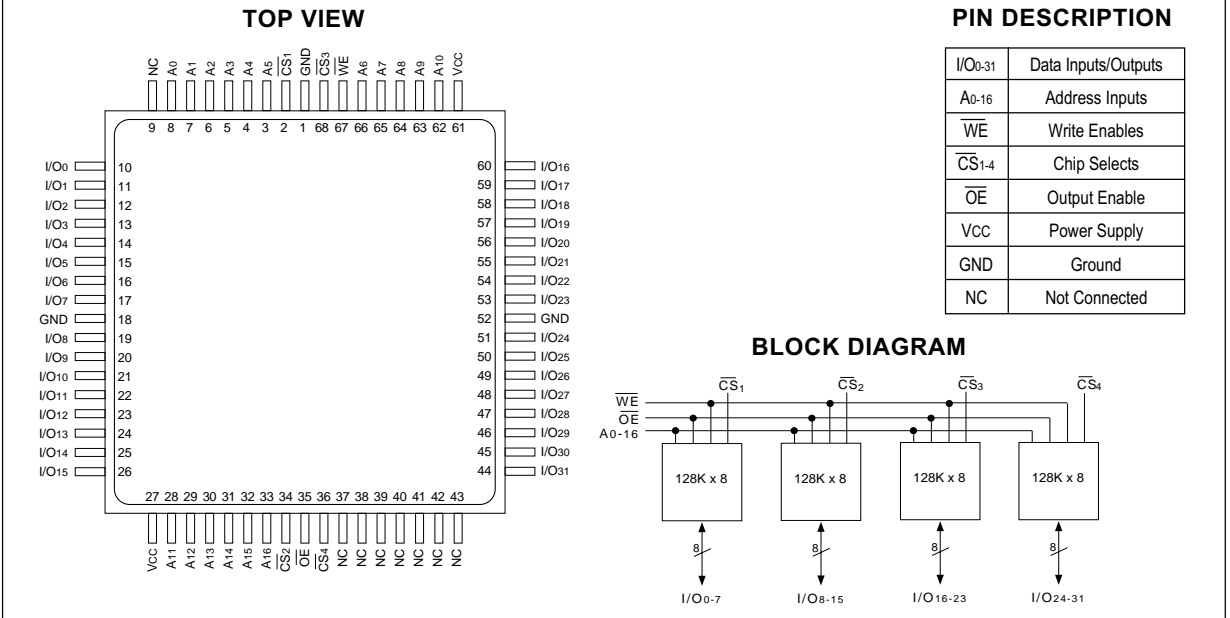 TOP VIEW
NC A0 A1 A2 A3 A4 A5 CS1 GND CS3 WE A6 A7 A8 A9 A10 VCC
9 8 7 6 5 4 3 2 1 68 67 66 65 64 63 62 61
I/O0 10 60 I/O16
I/O1 11 59 I/O17
I/O2 12 58 I/O18
I/O3 13 57 I/O19
I/O4 14 56 I/O20
I/O5 15 55 I/O21
I/O6 16 54 I/O22
I/O7 17 53 I/O23
GND 18 52 GND
I/O8 19 51 I/O24
I/O9 20 50 I/O25
I/O10 21 49 I/O26
I/O11 22 48 I/O27
I/O12 23 47 I/O28
I/O13 24 46 I/O29
I/O14 25 45 I/O30
I/O15 26 44 I/O31
27 28 29 30 31 32 33 34 35 36 37 38 39 40 41 42 43
VCC A11 A12 A13 A14 A15 A16 CS2 OE CS4 NC NC NC NC NC NC NC
PIN DESCRIPTION
I/O0-31 Data Inputs/Outputs
A0-16 Address Inputs
WE Write Enables
CS1-4 Chip Selects
OE Output Enable
VCC Power Supply
GND Ground
NC Not Connected
BLOCK DIAGRAM
CS1 CS2 CS3 CS4
WE
OE
A0-16
128K x 8 128K x 8 128K x 8 128K x 8
8 8 8 8
I/O0-7 I/O8-15 I/O16-23 I/O24-31